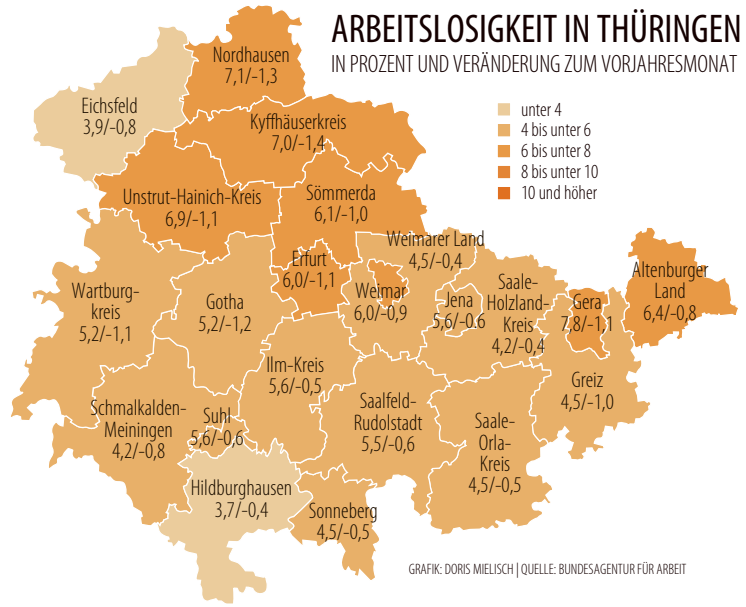 ARBEITSLOSIGKEIT IN THÜRINGEN
IN PROZENT UND VERÄNDERUNG ZUM VORJAHRESMONAT
unter 4
4 bis unter 6
6 bis unter 8
8 bis unter 10
10 und höher
Nordhausen
7,1/-1,3
Eichsfeld
3,9/-0,8
Kyffhäuserkreis
7,0/-1,4
Unstrut-Hainich-Kreis
6,9/-1,1
Sömmerda
6,1/-1,0
Weimarer Land
4,5/-0,4
Erfurt
6,0/-1,1
Weimar
6,0/-0,9
Jena
5,6/-0.6
Saale-
Holzland-
Kreis
4,2/-0,4
Gera
7,8/-1,1
Altenburger
Land
6,4/-0,8
Wartburg-
kreis
5,2/-1,1
Gotha
5,2/-1,2
Ilm-Kreis
5,6/-0,5
Greiz
4,5/-1,0
Schmalkalden-
Meiningen
4,2/-0,8
Suhl
5,6/-0,6
Saalfeld-
Rudolstadt
5,5/-0,6
Saale-
Orla-
Kreis
4,5/-0,5
Hildburghausen
3,7/-0,4
Sonneberg
4,5/-0,5
GRAFIK: DORIS MIELISCH | QUELLE: BUNDESAGENTUR FÜR ARBEIT